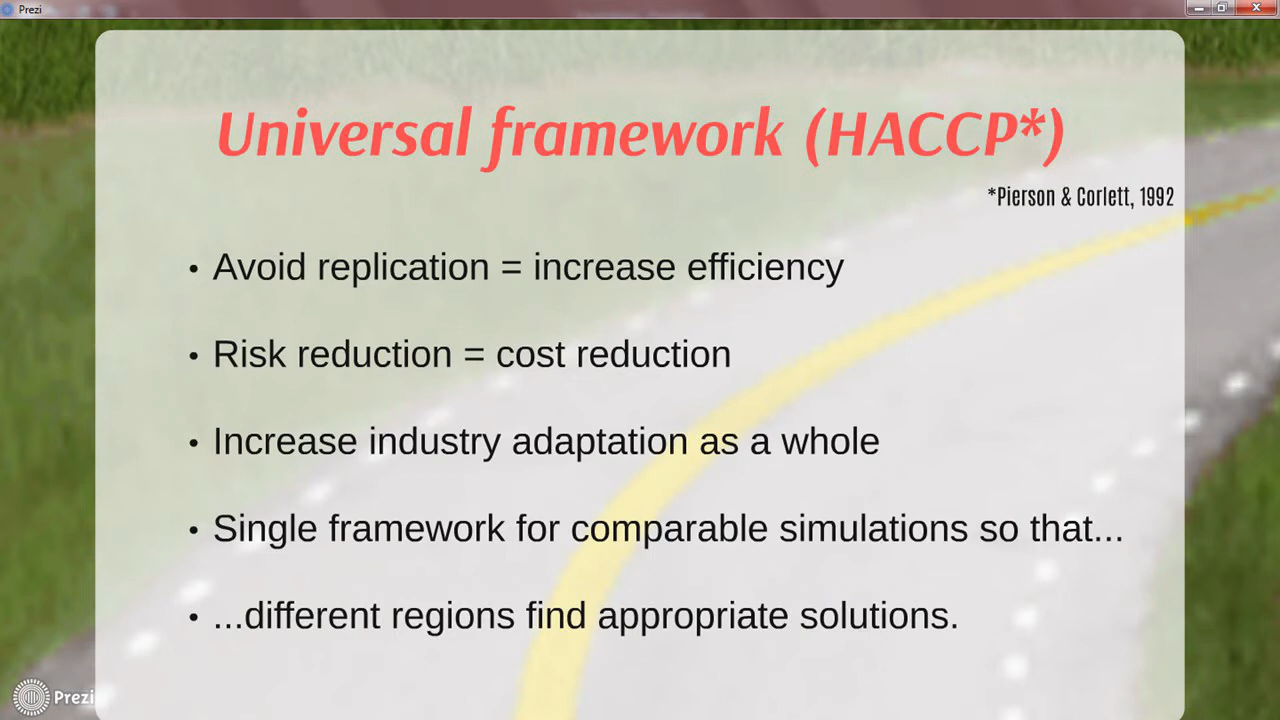 Prezi
Universal framework (HACCP*)
*Pierson & Corlett, 1992
• Avoid replication = increase efficiency
• Risk reduction = cost reduction
• Increase industry adaptation as a whole
• Single framework for comparable simulations so that...
• ...different regions find appropriate solutions.
Prezi